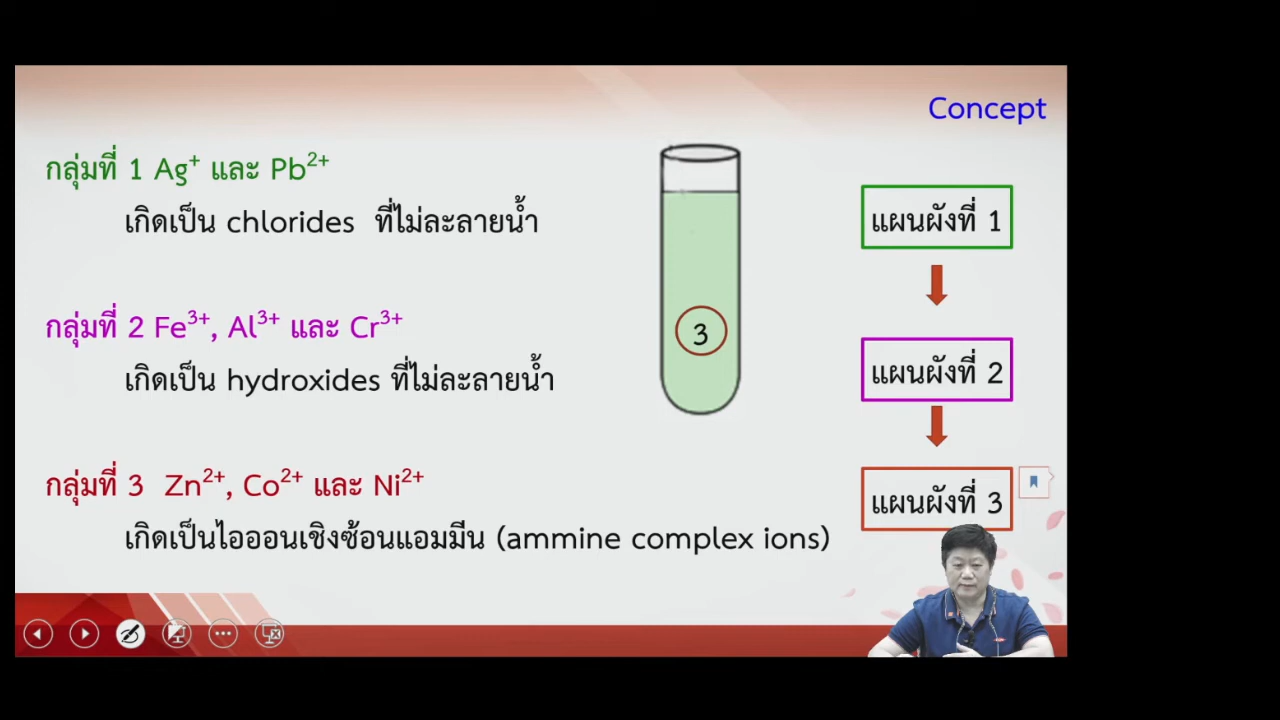 Concept
กลุ่มที่ 1 Ag⁺ และ Pb²⁺
เกิดเป็น chlorides ที่ไม่ละลายน้ำ
กลุ่มที่ 2 Fe³⁺, Al³⁺ และ Cr³⁺
เกิดเป็น hydroxides ที่ไม่ละลายน้ำ
กลุ่มที่ 3 Zn²⁺, Co²⁺ และ Ni²⁺
เกิดเป็นไอออนเชิงซ้อนแอมมีน (ammine complex ions)
3
แผนผังที่ 1
แผนผังที่ 2
แผนผังที่ 3